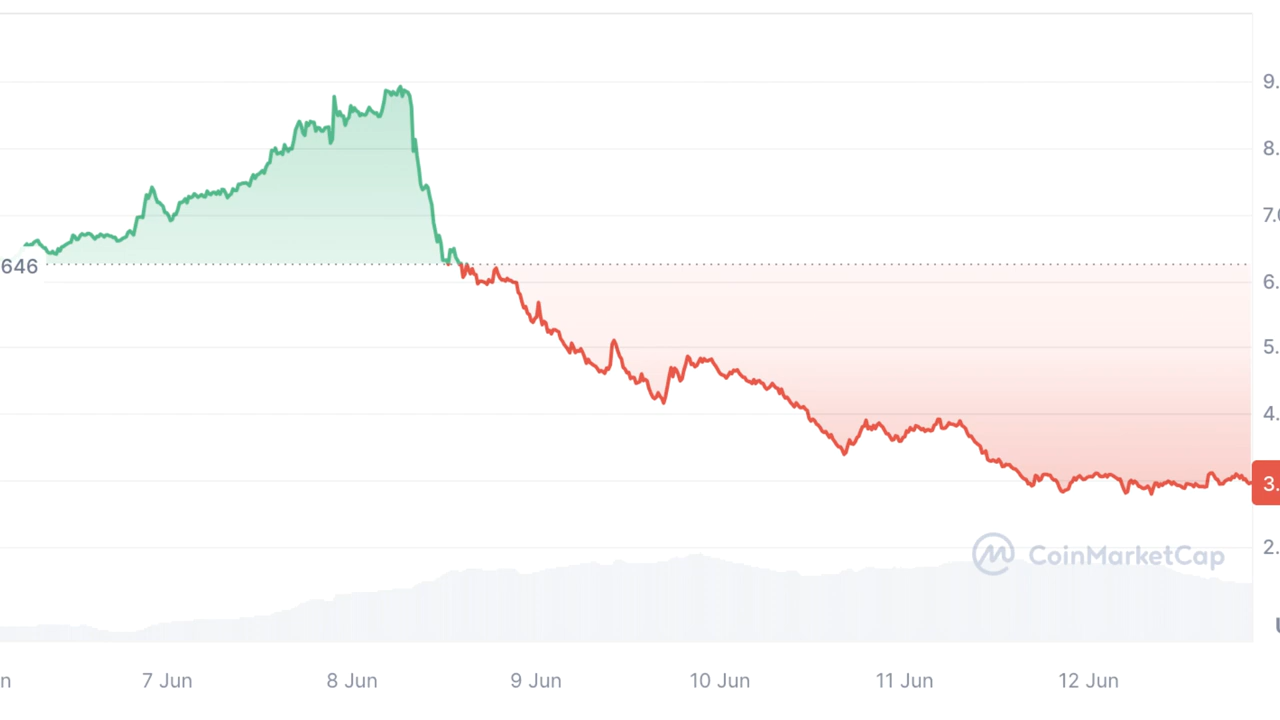 9.
8.
7.0
646
6.
5.
4.
3.
CoinMarketCap
2.
n
7 Jun
8 Jun
9 Jun
10 Jun
11 Jun
12 Jun